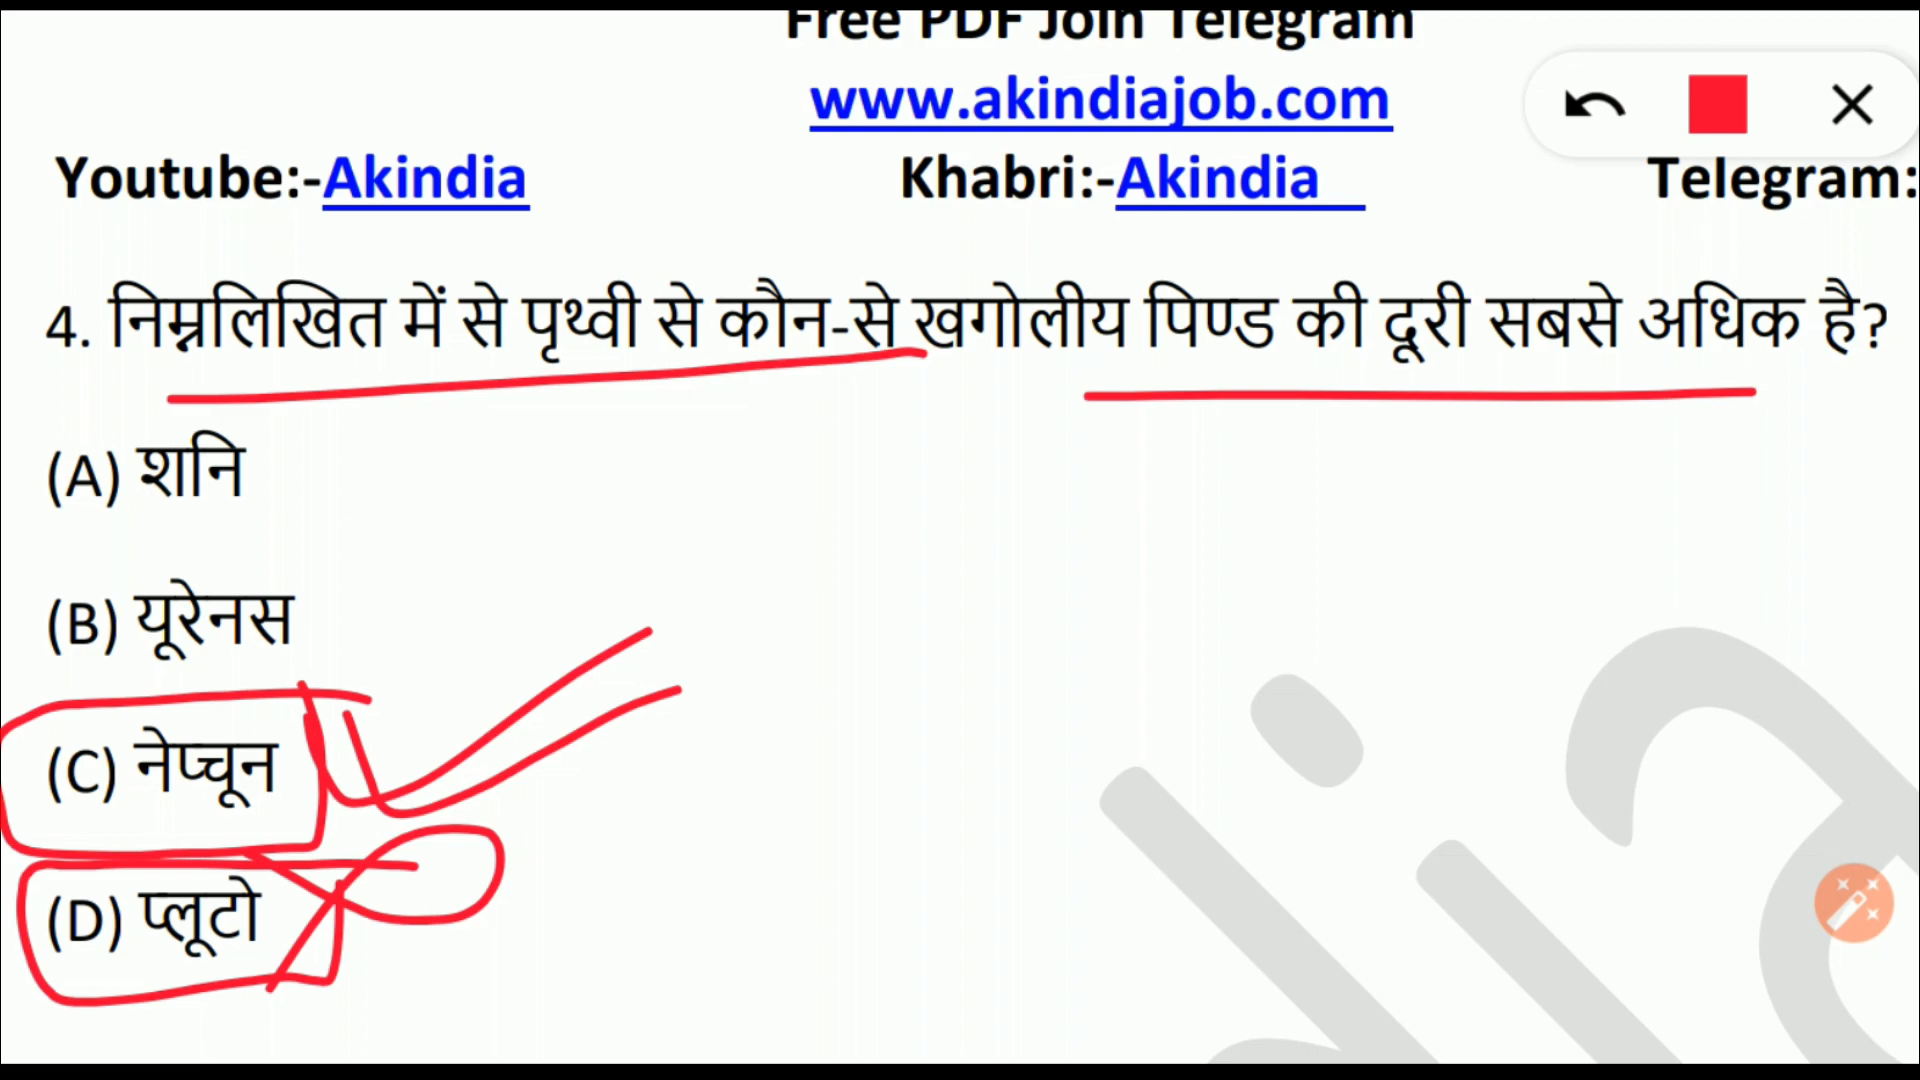 Free PDF Join Telegram
www.akindiajob.com
Youtube:-Akindia Khabri:-Akindia Telegram:
4. निम्नलिखित में से पृथ्वी से कौन-से खगोलीय पिण्ड की दूरी सबसे अधिक है?
(A) शनि
(B) यूरेनस
(C) नेप्चून
(D) प्लूटो